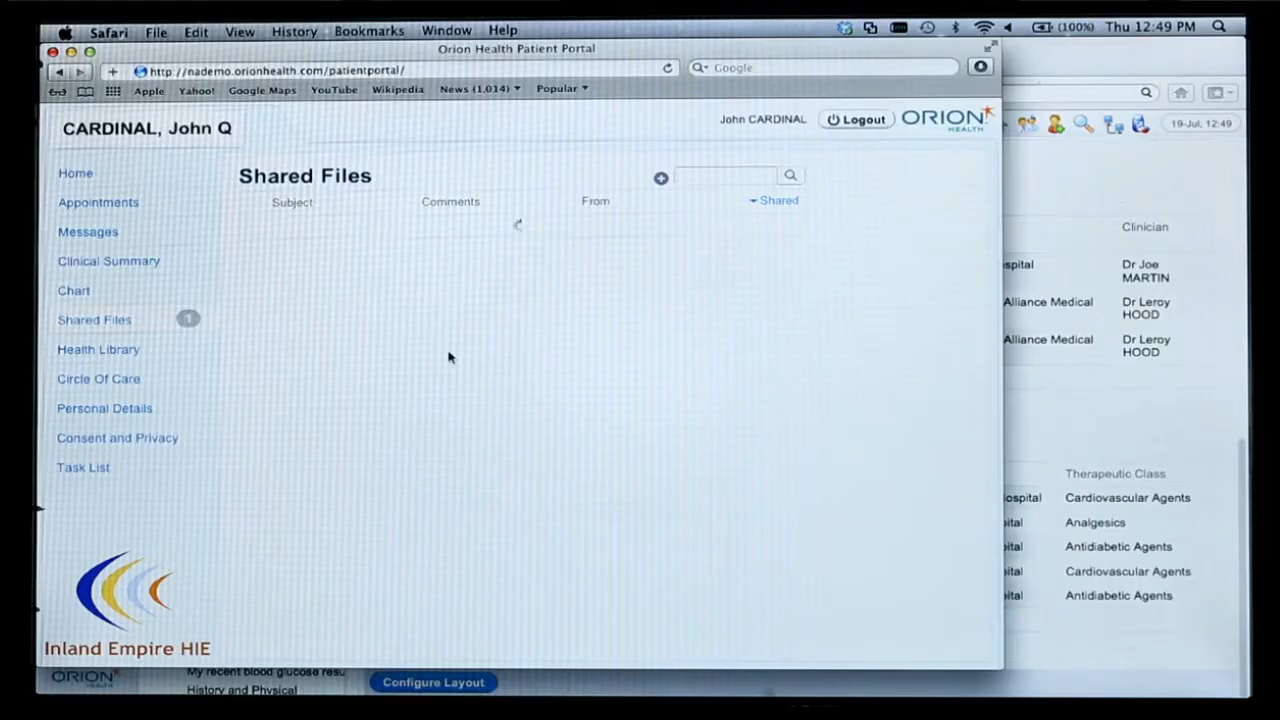 Safari File Edit View History Bookmarks Window Help (100%) Thu 12:49 PM
Orion Health Patient Portal
http://nademo.orionhealth.com/patientportal/
Google
Apple Yahoo! Google Maps YouTube Wikipedia News (1,014) Popular
CARDINAL, John Q
John CARDINAL
Logout
ORION
HEALTH
19-Jul, 12:49
Home
Appointments
Messages
Clinical Summary
Chart
Shared Files 1
Health Library
Circle Of Care
Personal Details
Consent and Privacy
Task List
Shared Files
Subject Comments From Shared
Inland Empire HIE
Clinician
spital Dr Joe
MARTIN
Alliance Medical Dr Leroy
HOOD
Alliance Medical Dr Leroy
HOOD
Therapeutic Class
ospital Cardiovascular Agents
ital Analgesics
ital Antidiabetic Agents
ital Cardiovascular Agents
ital Antidiabetic Agents
ORION
HEALTH
My recent blood glucose resu
History and Physical
Configure Layout